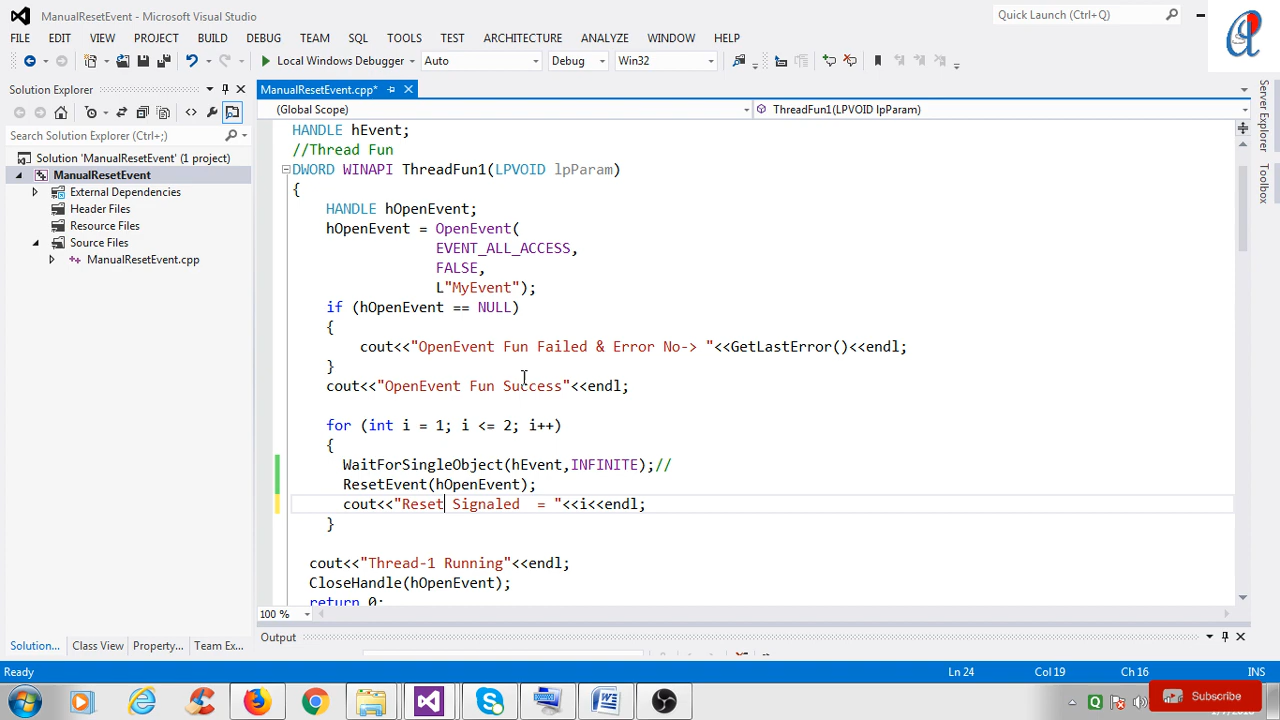 ManualResetEvent - Microsoft Visual Studio
Quick Launch (Ctrl+Q)
FILE EDIT VIEW PROJECT BUILD DEBUG TEAM SQL TOOLS TEST ARCHITECTURE ANALYZE WINDOW HELP
Local Windows Debugger Auto Debug Win32
Solution Explorer
ManualResetEvent.cpp*
(Global Scope)
ThreadFun1(LPVOID lpParam)
Server Explorer
Toolbox
Search Solution Explorer (Ctrl+;)
Solution 'ManualResetEvent' (1 project)
ManualResetEvent
External Dependencies
Header Files
Resource Files
Source Files
ManualResetEvent.cpp
HANDLE hEvent;
//Thread Fun
DWORD WINAPI ThreadFun1(LPVOID lpParam)
{
HANDLE hOpenEvent;
hOpenEvent = OpenEvent(
EVENT_ALL_ACCESS,
FALSE,
L"MyEvent");
if (hOpenEvent == NULL)
{
cout<<"OpenEvent Fun Failed & Error No-> "<<GetLastError()<<endl;
}
cout<<"OpenEvent Fun Success"<<endl;
for (int i = 1; i <= 2; i++)
{
WaitForSingleObject(hEvent,INFINITE);//
ResetEvent(hOpenEvent);
cout<<"Reset Signaled  = "<<i<<endl;
}
cout<<"Thread-1 Running"<<endl;
CloseHandle(hOpenEvent);
return 0;
100 %
Solution... Class View Property... Team Ex...
Output
Ready
Ln 24 Col 19 Ch 16 INS
Subscribe